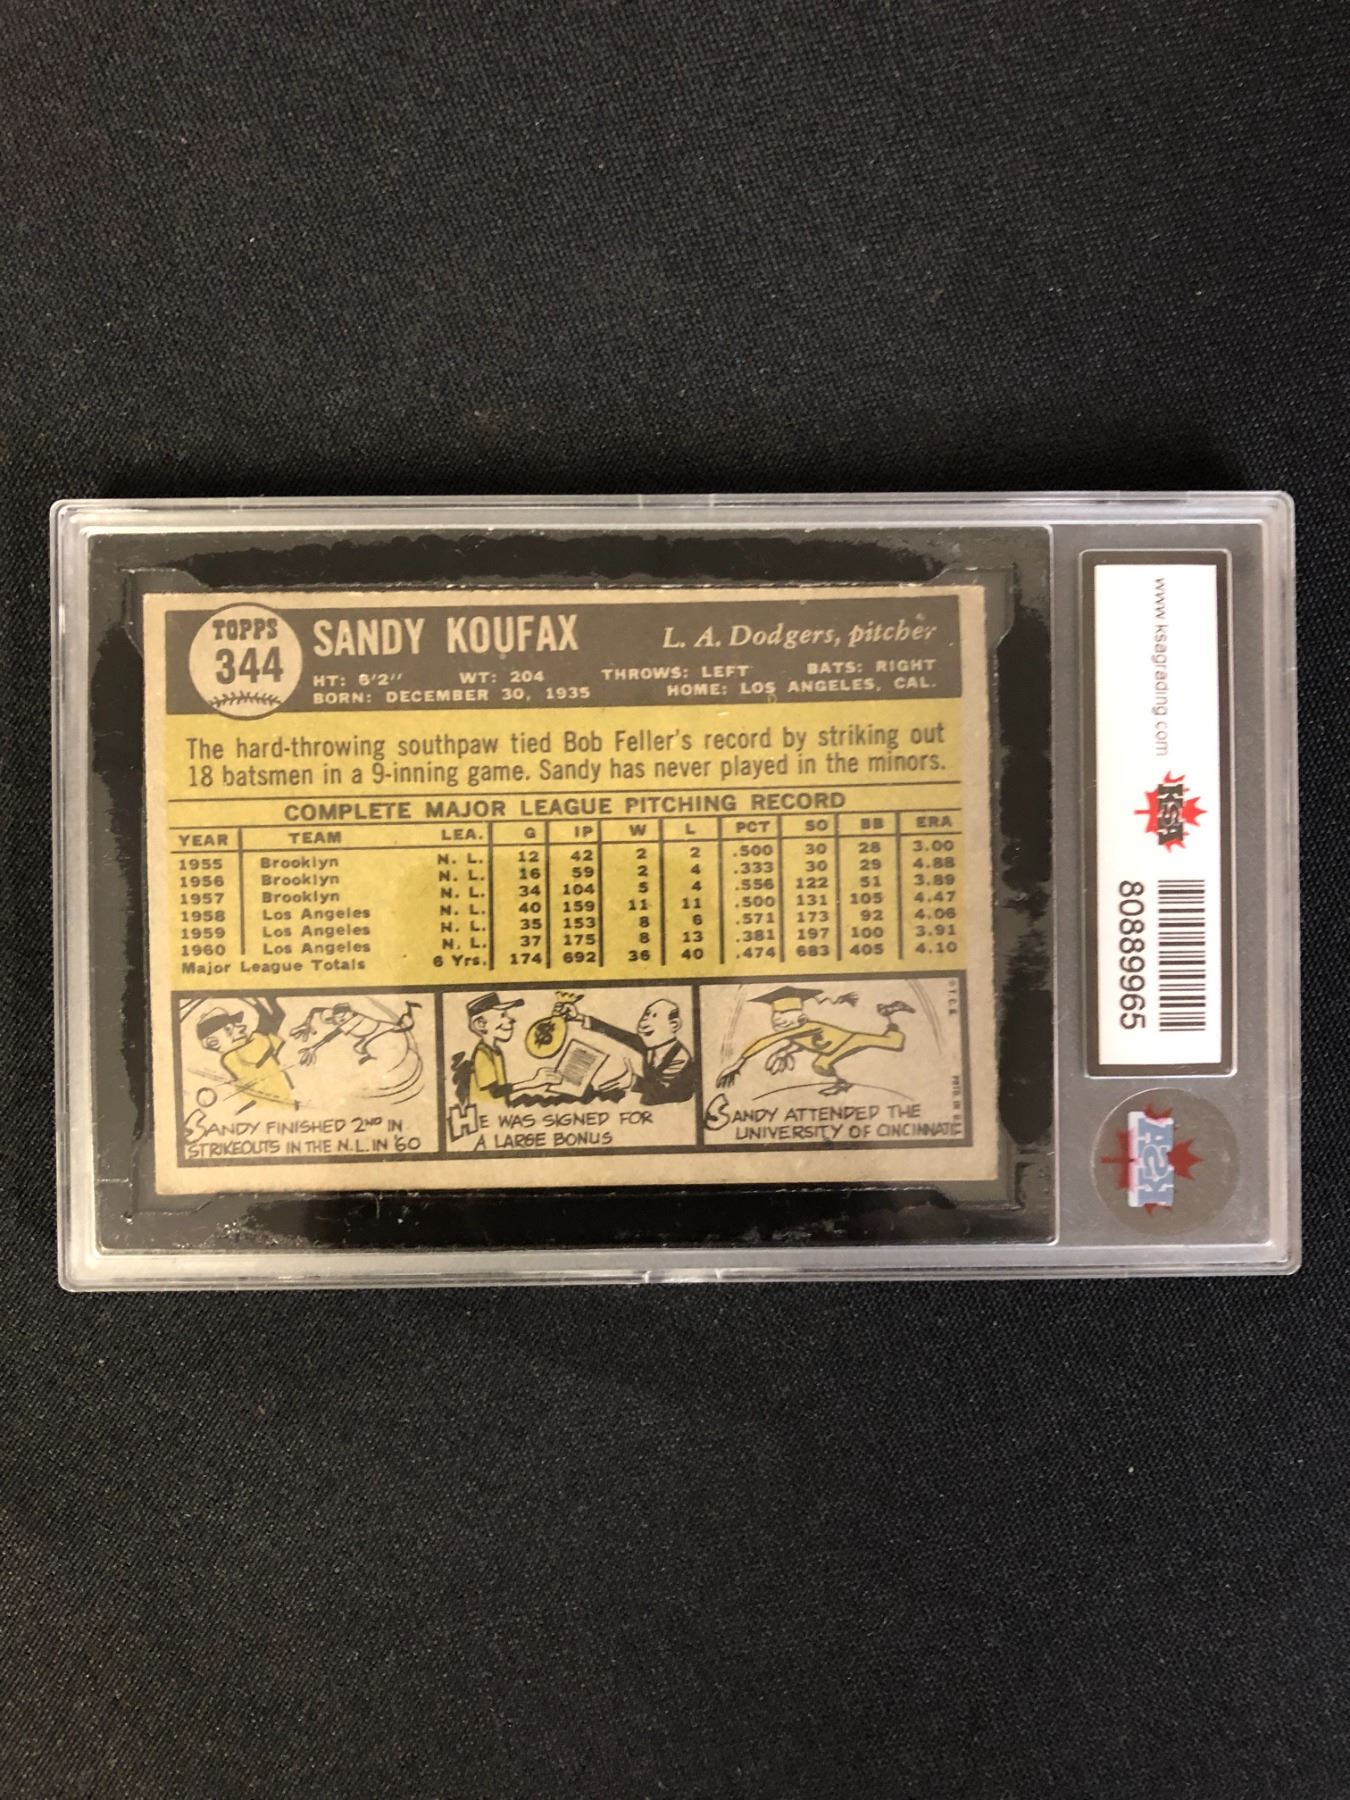 TOPPS
344
SANDY KOUFAX
L. A. Dodgers, pitcher
HT: 6'2" WT: 204 THROWS: LEFT BATS: RIGHT
BORN: DECEMBER 30, 1935 HOME: LOS ANGELES, CAL.
The hard-throwing southpaw tied Bob Feller's record by striking out
18 batsmen in a 9-inning game. Sandy has never played in the minors.
COMPLETE MAJOR LEAGUE PITCHING RECORD
YEAR TEAM LEA. G IP W L PCT SO BB ERA
1955 Brooklyn N. L. 12 42 2 2 .500 30 28 3.00
1956 Brooklyn N. L. 16 59 2 4 .333 30 29 4.88
1957 Brooklyn N. L. 34 104 5 4 .556 122 51 3.89
1958 Los Angeles N. L. 40 159 11 11 .500 131 105 4.47
1959 Los Angeles N. L. 35 153 8 6 .571 173 92 4.06
1960 Los Angeles N. L. 37 175 8 13 .381 197 100 3.91
Major League Totals 6 Yrs. 174 692 36 40 .474 683 405 4.10
SANDY FINISHED 2ND IN
STRIKEOUTS IN THE N.L. IN '60
HE WAS SIGNED FOR
A LARGE BONUS
SANDY ATTENDED THE
UNIVERSITY OF CINCINNATI
© T.C.G.
www.ksagrading.com
KSA
80889965
KSA